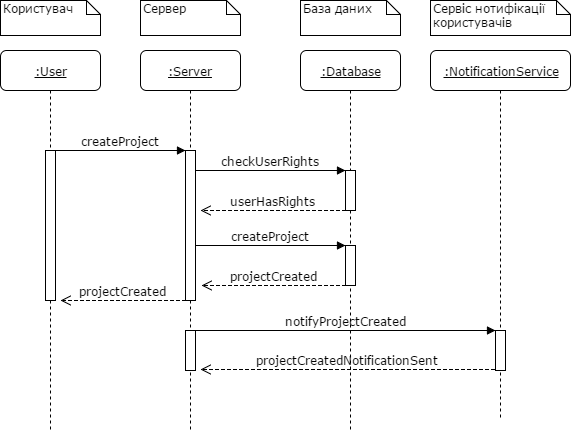 Користувач
Сервер
База даних
Сервіс нотифікації
користувачів
:User
:Server
:Database
:NotificationService
createProject
checkUserRights
userHasRights
createProject
projectCreated
projectCreated
notifyProjectCreated
projectCreatedNotificationSent